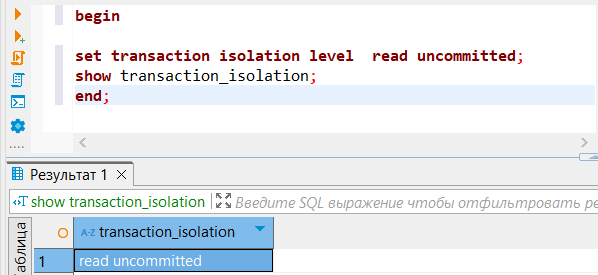 begin
set transaction isolation level  read uncommitted;
show transaction_isolation;
end;
Результат 1
show transaction_isolation
Введите SQL выражение чтобы отфильтровать ре
аблица
A-Z transaction_isolation
1
read uncommitted